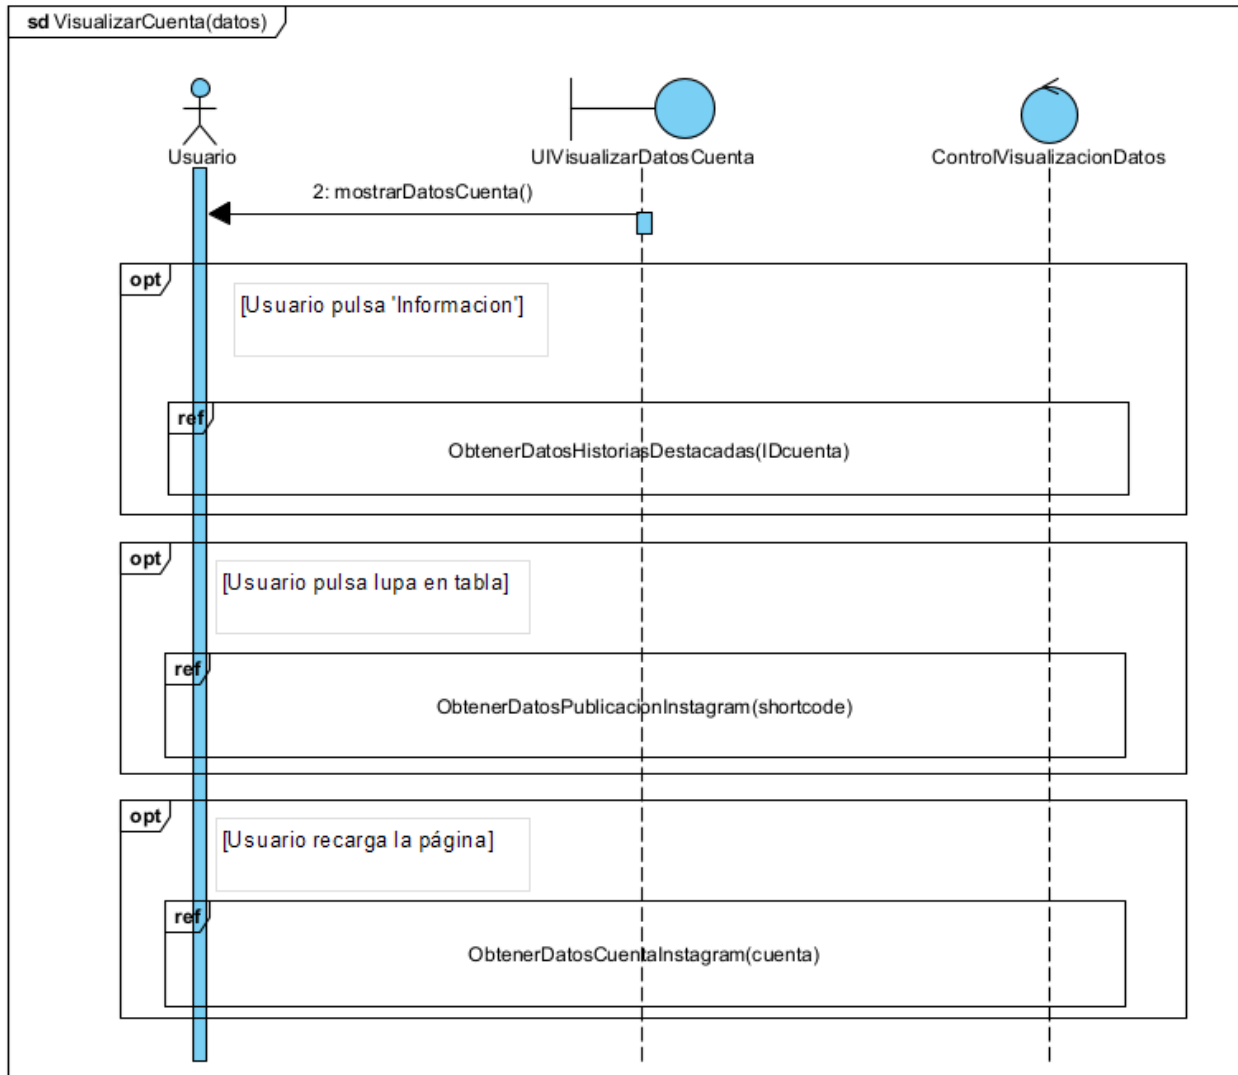 sd VisualizarCuenta(datos)
Usuario
UIVisualizarDatosCuenta
ControlVisualizacionDatos
2: mostrarDatosCuenta()
opt
[Usuario pulsa 'Informacion']
ref
ObtenerDatosHistoriasDestacadas(IDcuenta)
opt
[Usuario pulsa lupa en tabla]
ref
ObtenerDatosPublicacionInstagram(shortcode)
opt
[Usuario recarga la página]
ref
ObtenerDatosCuentaInstagram(cuenta)